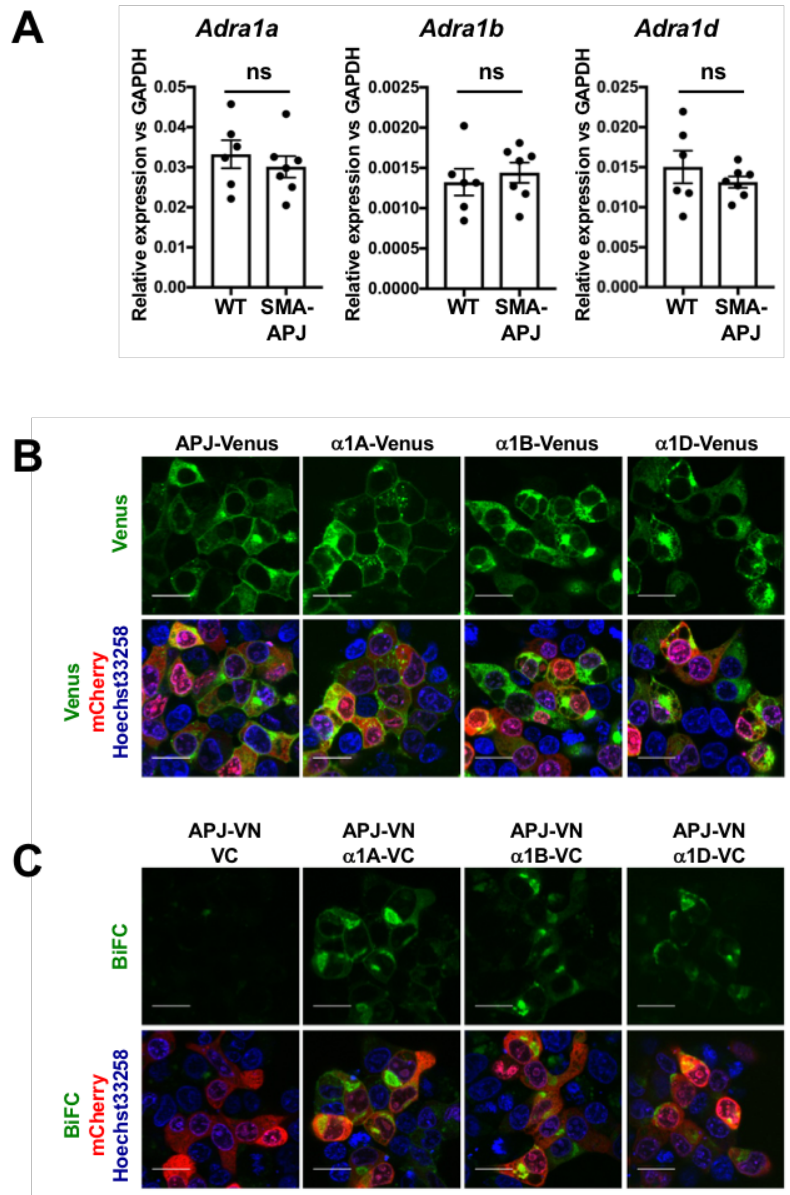 A
Adra1a
Adra1b
Adra1d
Relative expression vs GAPDH
0.05
0.04
0.03
0.02
0.01
0.00
ns
WT
SMA-
APJ
Relative expression vs GAPDH
0.0025
0.0020
0.0015
0.0010
0.0005
0.0000
ns
WT
SMA-
APJ
Relative expression vs GAPDH
0.025
0.020
0.015
0.010
0.005
0.000
ns
WT
SMA-
APJ
B
APJ-Venus
α1A-Venus
α1B-Venus
α1D-Venus
Venus
Venus
mCherry
Hoechst33258
C
APJ-VN
VC
APJ-VN
α1A-VC
APJ-VN
α1B-VC
APJ-VN
α1D-VC
BiFC
BiFC
mCherry
Hoechst33258